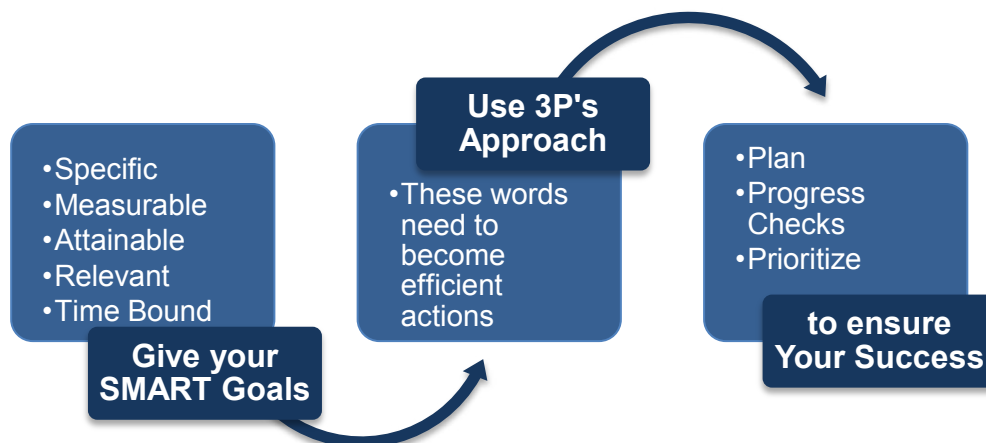 •Specific
•Measurable
•Attainable
•Relevant
•Time Bound
Give your
SMART Goals
Use 3P's
Approach
•These words
need to
become
efficient
actions
•Plan
•Progress
Checks
•Prioritize
to ensure
Your Success